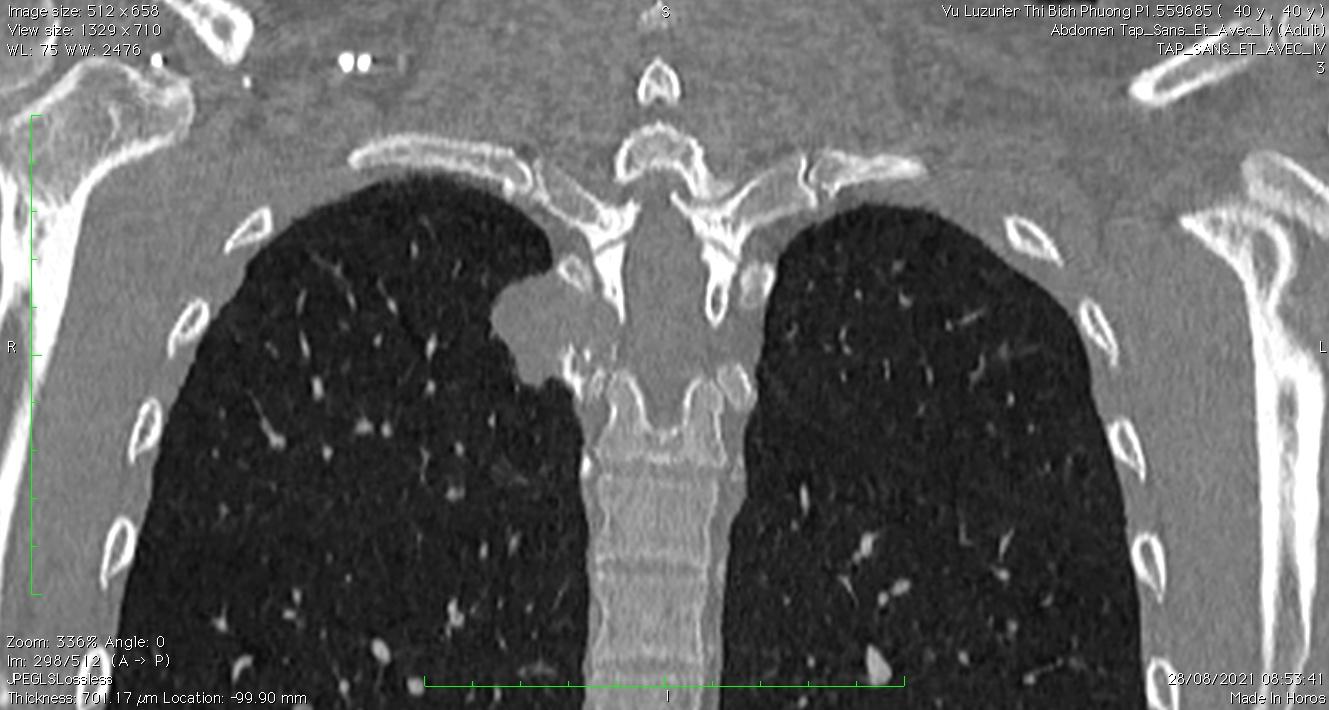 Image size: 512 x 658
View size: 1329 x 710
WL: 75 WW: 2476
S
Vu Luzurier Thi Bich Phuong P1.559685 ( 40 y , 40 y )
Abdomen Tap_Sans_Et_Avec_Iv (Adult)
TAP_SANS_ET_AVEC_IV
3
R
L
Zoom: 336% Angle: 0
Im: 298/512 (A -> P)
JPEGLSLossless
Thickness: 701.17 µm Location: -99.90 mm
I
28/08/2021 08:53:41
Made In Horos